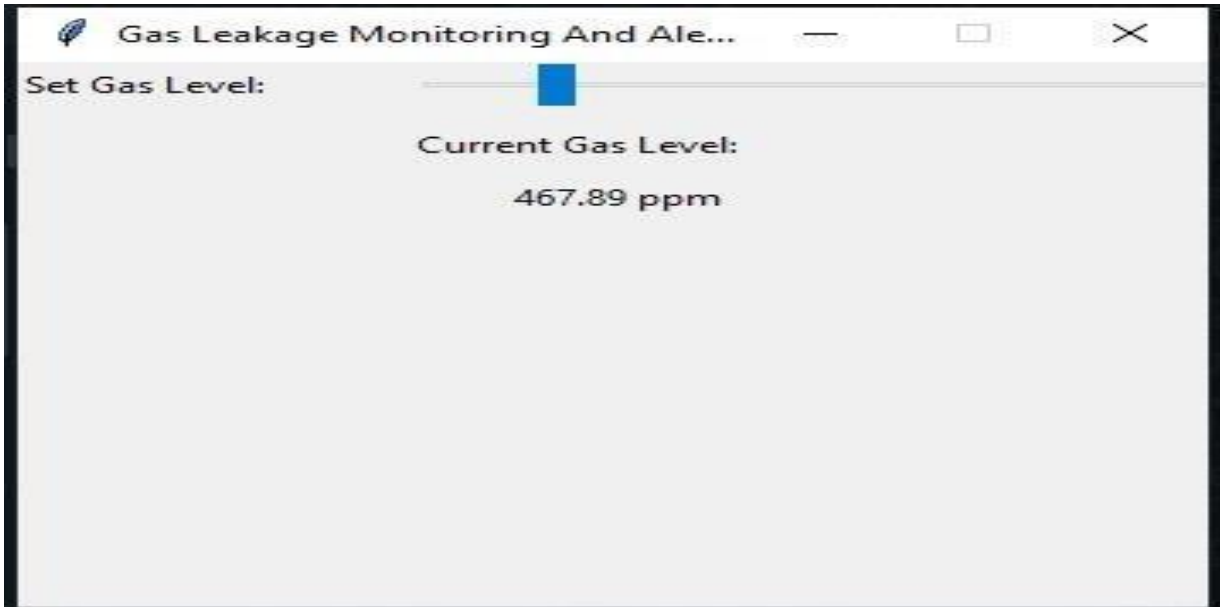 Gas Leakage Monitoring And Ale...
Set Gas Level:
Current Gas Level:
467.89 ppm